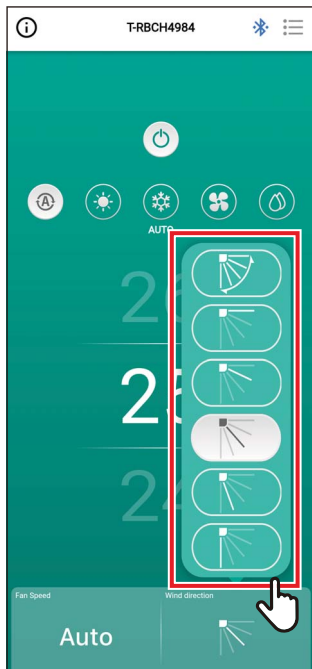 T-RBCH4984
AUTO
26
25
24
Fan Speed
Wind direction
Auto